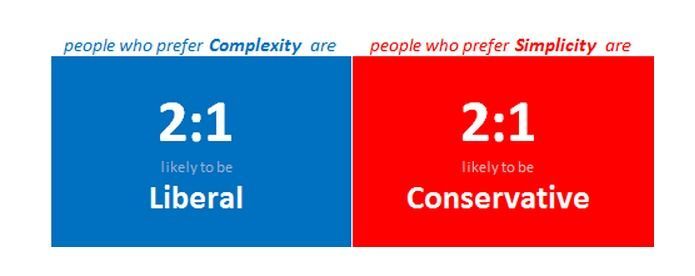 people who prefer Complexity are
2:1
likely to be
Liberal
people who prefer Simplicity are
2:1
likely to be
Conservative